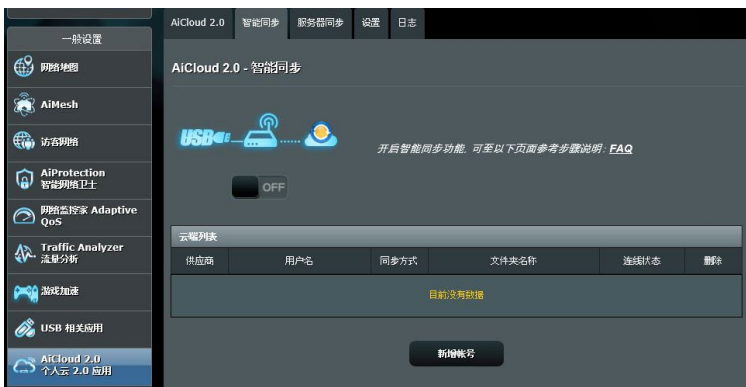 AiCloud 2.0 智能同步 服务器同步 设置 日志
一般设置
网络地图
AiMesh
访客网络
AiProtection
智能网络卫士
网络监控家 Adaptive
QoS
Traffic Analyzer
流量分析
游戏加速
USB 相关应用
AiCloud 2.0
个人云 2.0 应用
AiCloud 2.0 - 智能同步
USB
开启智能同步功能, 可至以下页面参考步骤说明 : FAQ
OFF
云端列表
供应商 用户名 同步方式 文件夹名称 连线状态 删除
目前没有数据
新增帐号